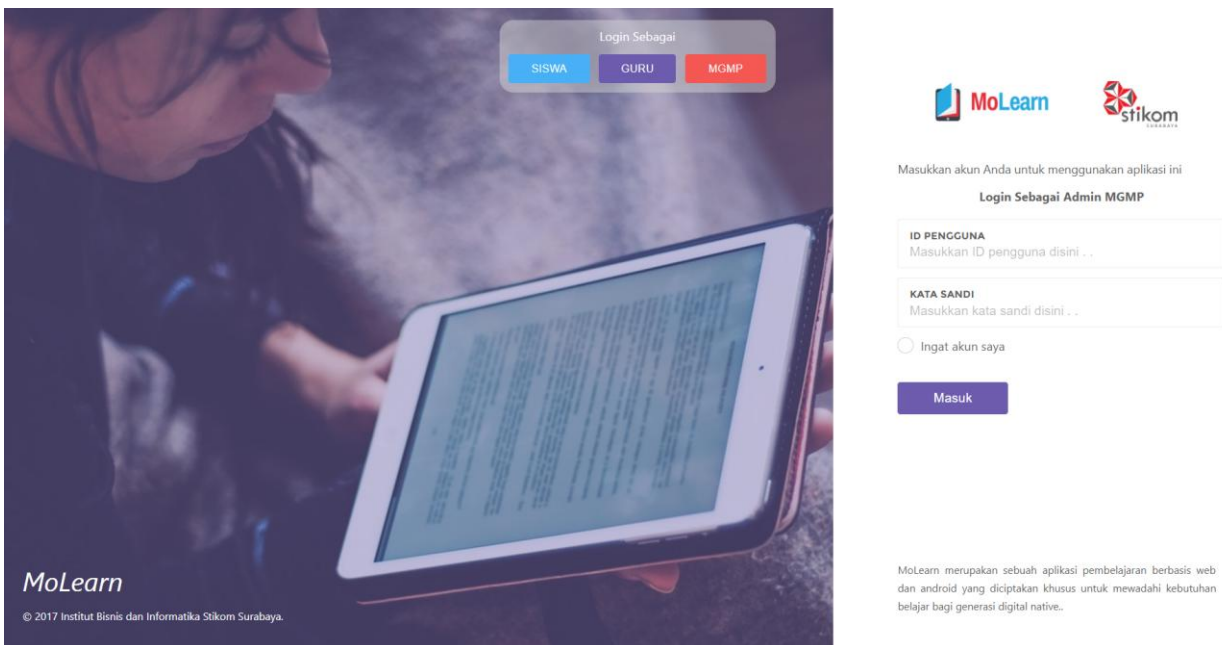 Login Sebagai
SISWA GURU MGMP
MoLearn
© 2017 Institut Bisnis dan Informatika Stikom Surabaya.
MoLearn
stikom
SURABAYA
Masukkan akun Anda untuk menggunakan aplikasi ini
Login Sebagai Admin MGMP
ID PENGGUNA
Masukkan ID pengguna disini . .
KATA SANDI
Masukkan kata sandi disini . .
Ingat akun saya
Masuk
MoLearn merupakan sebuah aplikasi pembelajaran berbasis web
dan android yang diciptakan khusus untuk mewadahi kebutuhan
belajar bagi generasi digital native..